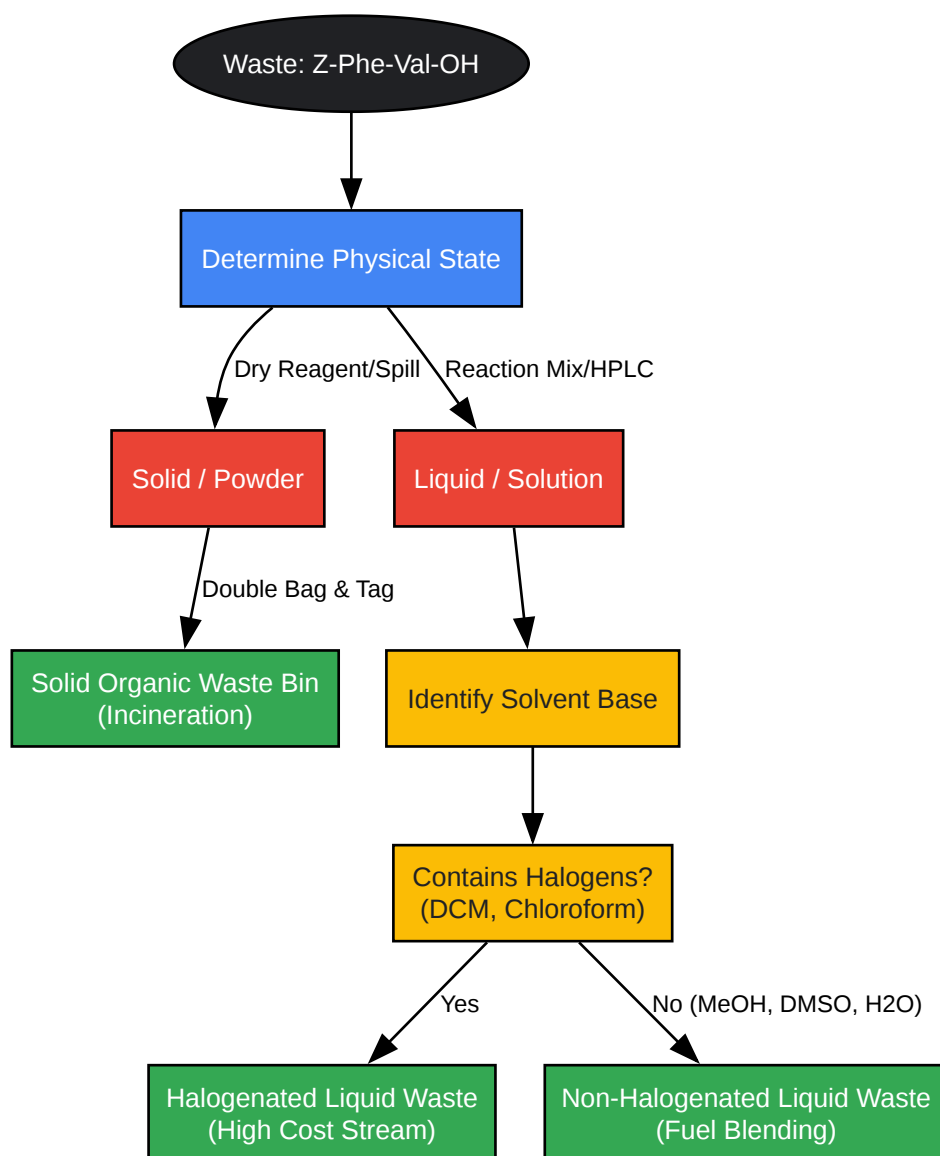 Waste: Z-Phe-Val-OH
Determine Physical State
Dry Reagent/Spill
Reaction Mix/HPLC
Solid / Powder
Liquid / Solution
Double Bag & Tag
Solid Organic Waste Bin
(Incineration)
Identify Solvent Base
Contains Halogens?
(DCM, Chloroform)
Yes
No (MeOH, DMSO, H2O)
Halogenated Liquid Waste
(High Cost Stream)
Non-Halogenated Liquid Waste
(Fuel Blending)